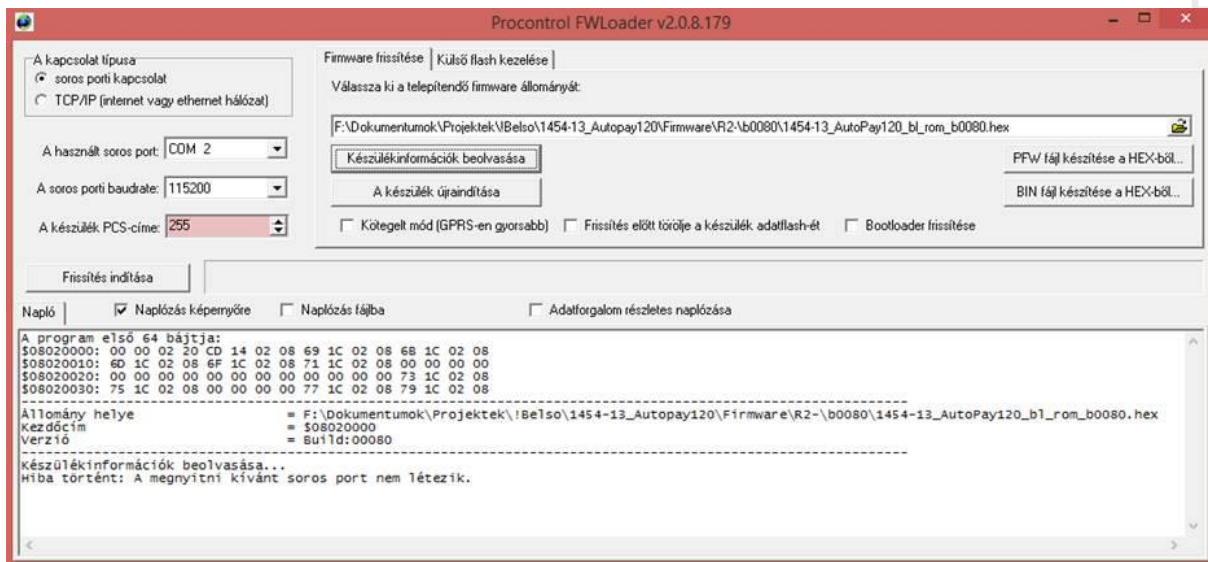 Procontrol FWLoader v2.0.8.179
A kapcsolat típusa
soros porti kapcsolat
TCP/IP (internet vagy ethernet hálózat)
A használt soros port: COM 2
A soros porti baudrate: 115200
A készülék PCS-címe: 255
Firmware frissítése
Külső flash kezelése
Válassza ki a telepítendő firmware állományát:
F:\Dokumentumok\Projektek\!Belso\1454-13_Autopay120\Firmware\R2-\b0080\1454-13_AutoPay120_bl_rom_b0080.hex
Készülékinformációk beolvasása
PFW fájl készítése a HEX-ből...
A készülék újraindítása
BIN fájl készítése a HEX-ből...
Kötegelt mód (GPRS-en gyorsabb)
Frissítés előtt törölje a készülék adatflash-ét
Bootloader frissítése
Frissítés indítása
Napló
Naplózás képernyőre
Naplózás fájlba
Adatforgalom részletes naplózása
A program első 64 bájtja:
$08020000: 00 00 02 20 CD 14 02 08 69 1C 02 08 6B 1C 02 08
$08020010: 6D 1C 02 08 6F 1C 02 08 71 1C 02 08 00 00 00 00
$08020020: 00 00 00 00 00 00 00 00 00 00 00 00 73 1C 02 08
$08020030: 75 1C 02 08 00 00 00 00 77 1C 02 08 79 1C 02 08
Állomány helye = F:\Dokumentumok\Projektek\!Belso\1454-13_Autopay120\Firmware\R2-\b0080\1454-13_AutoPay120_bl_rom_b0080.hex
Kezdőcím = $08020000
Verzió = Build:00080
Készülékinformációk beolvasása...
Hiba történt: A megnyitni kívánt soros port nem létezik.